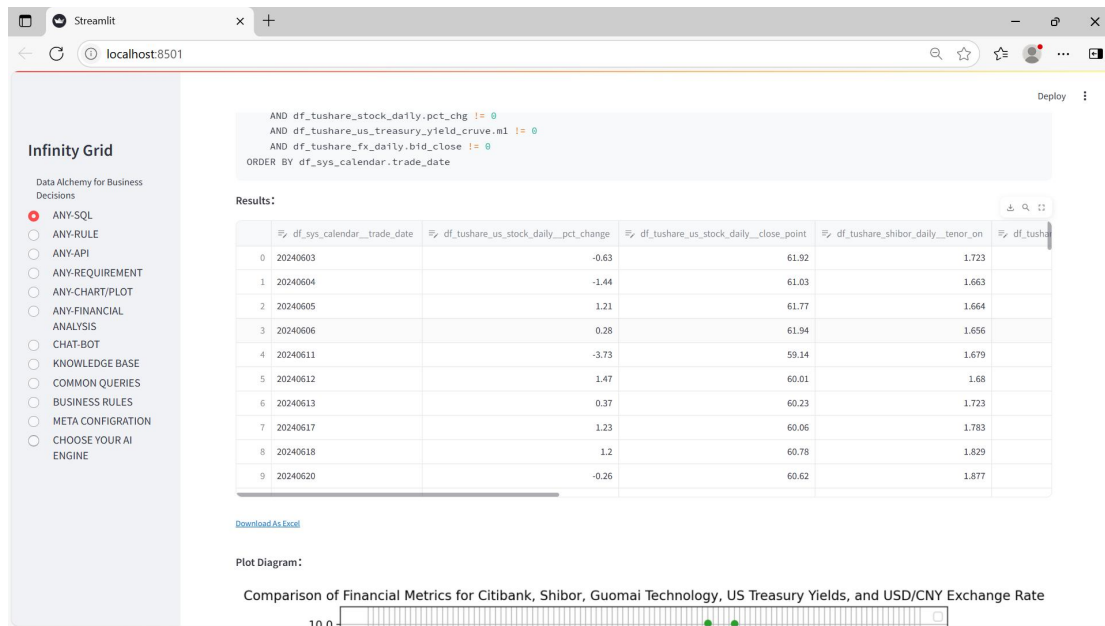 Streamlit
localhost:8501
Deploy
Infinity Grid
Data Alchemy for Business
Decisions
ANY-SQL
ANY-RULE
ANY-API
ANY-REQUIREMENT
ANY-CHART/PLOT
ANY-FINANCIAL
ANALYSIS
CHAT-BOT
KNOWLEDGE BASE
COMMON QUERIES
BUSINESS RULES
META CONFIGRATION
CHOOSE YOUR AI
ENGINE
AND df_tushare_stock_daily.pct_chg != 0
AND df_tushare_us_treasury_yield_cruve.m1 != 0
AND df_tushare_fx_daily.bid_close != 0
ORDER BY df_sys_calendar.trade_date
Results：
df_sys_calendar__trade_date df_tushare_us_stock_daily__pct_change df_tushare_us_stock_daily__close_point df_tushare_shibor_daily__tenor_on df_tushar
0 20240603 -0.63 61.92 1.723
1 20240604 -1.44 61.03 1.663
2 20240605 1.21 61.77 1.664
3 20240606 0.28 61.94 1.656
4 20240611 -3.73 59.14 1.679
5 20240612 1.47 60.01 1.68
6 20240613 0.37 60.23 1.723
7 20240617 1.23 60.06 1.783
8 20240618 1.2 60.78 1.829
9 20240620 -0.26 60.62 1.877
Download As Excel
Plot Diagram：
Comparison of Financial Metrics for Citibank, Shibor, Guomai Technology, US Treasury Yields, and USD/CNY Exchange Rate
10.0